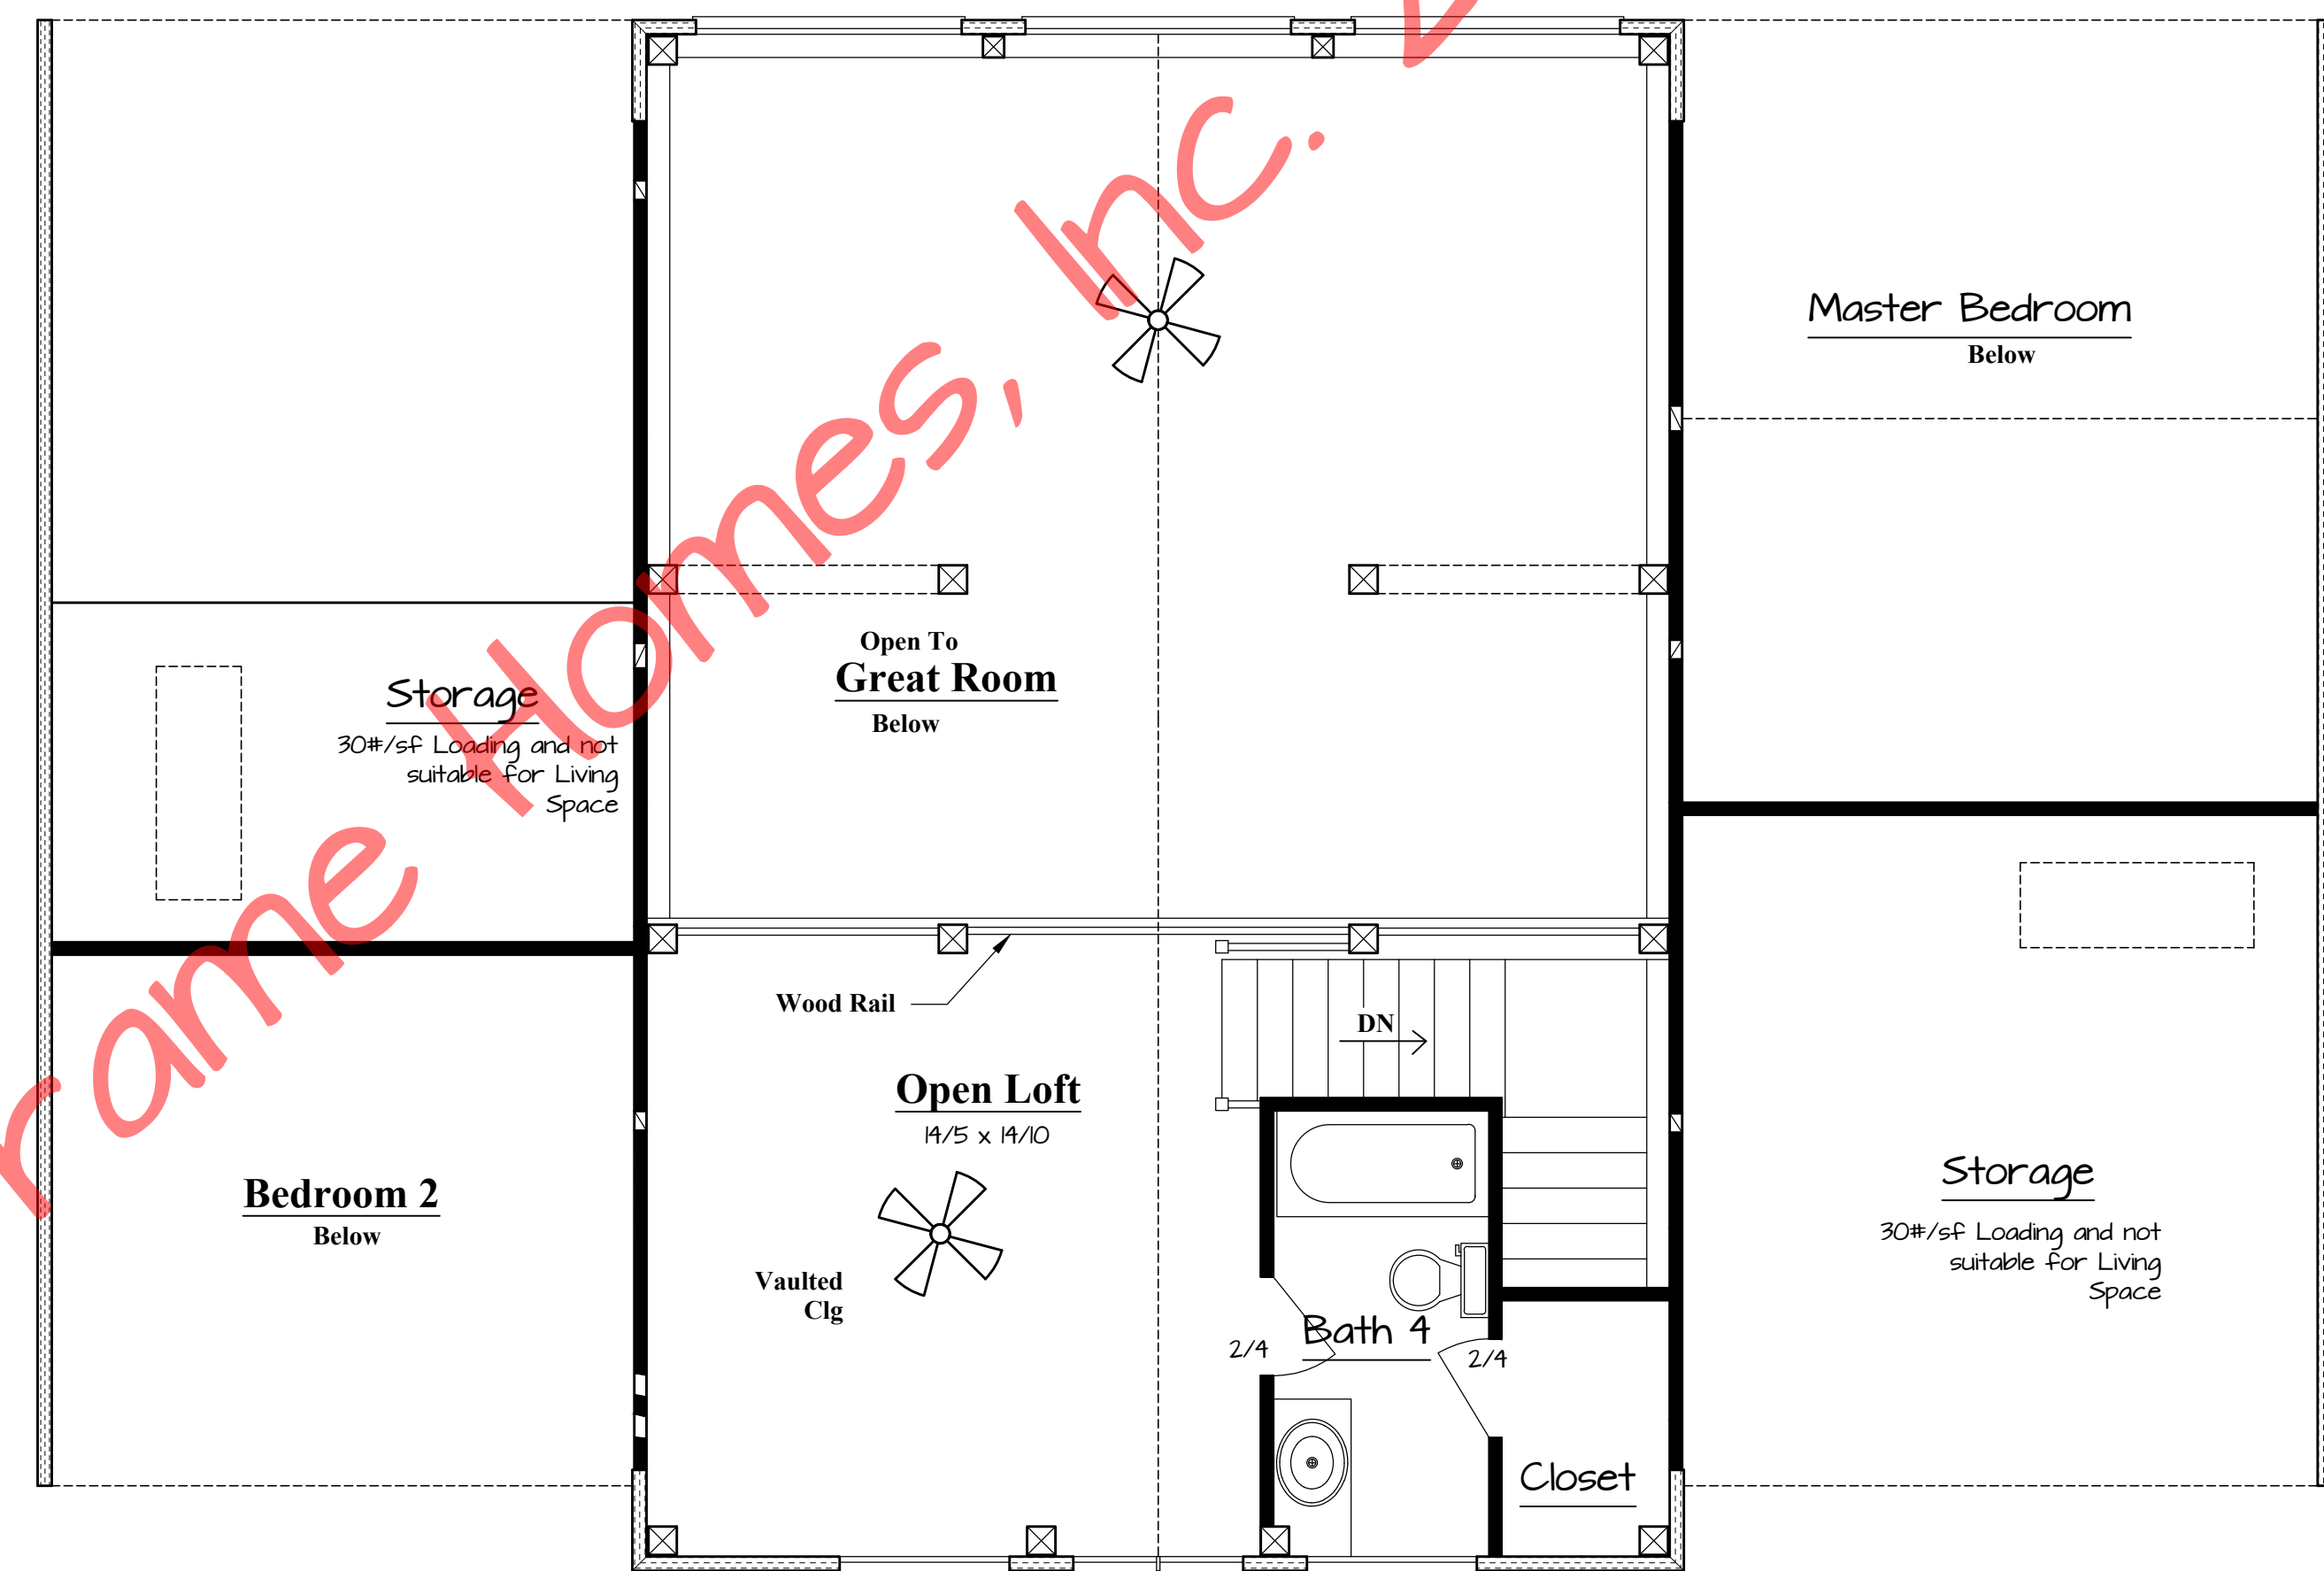 Master Bedroom
Below
Open To
Great Room
Below
Storage
30#/sf Loading and not
suitable for Living
Space
Wood Rail
DN
Open Loft
14/5 x 14/10
Bedroom 2
Below
Vaulted
Clg
Storage
30#/sf Loading and not
suitable for Living
Space
Bath 4
2/4
2/4
Closet
rame Homes, Inc.